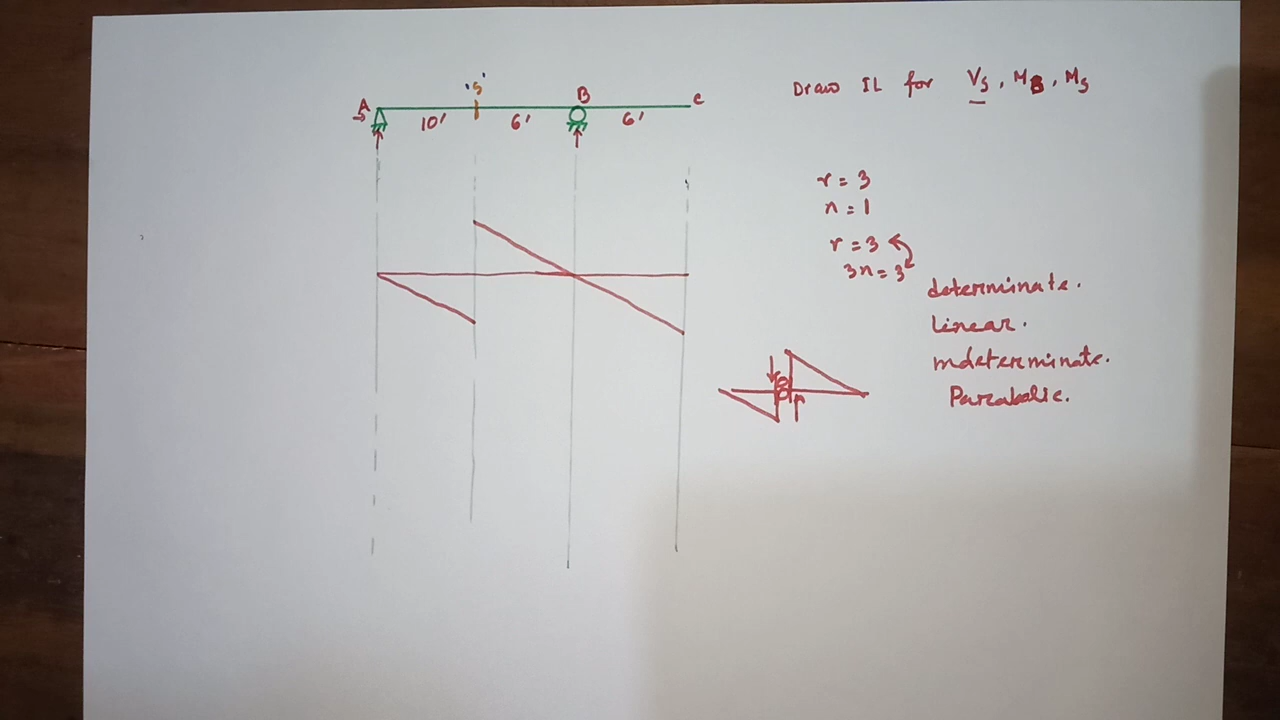 Draw IL for Vs, MB, Ms
'S'
A B C
10' 6' 6'
r = 3
n = 1
r = 3
3n = 3
determinate.
Linear.
Indeterminate.
Parabolic.